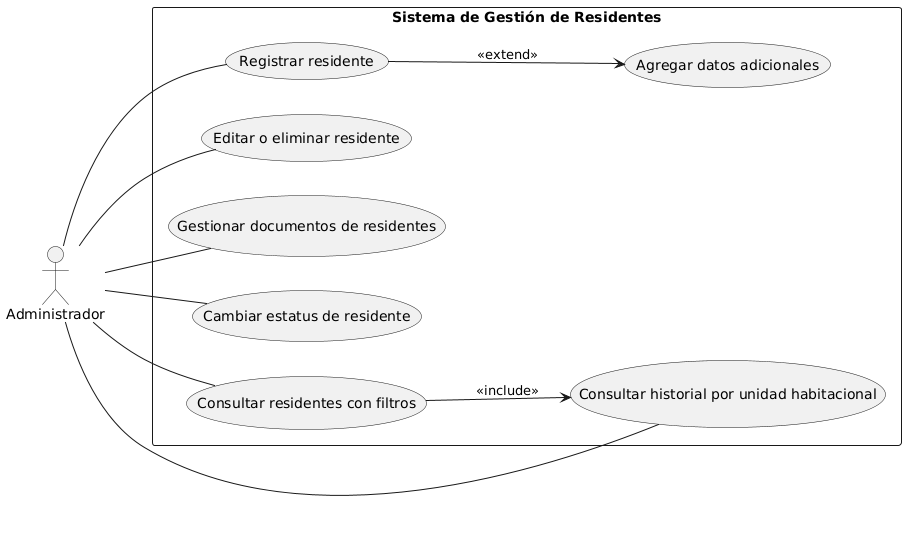 Sistema de Gestión de Residentes
Registrar residente
«extend»
Agregar datos adicionales
Editar o eliminar residente
Gestionar documentos de residentes
Administrador
Cambiar estatus de residente
Consultar residentes con filtros
«include»
Consultar historial por unidad habitacional